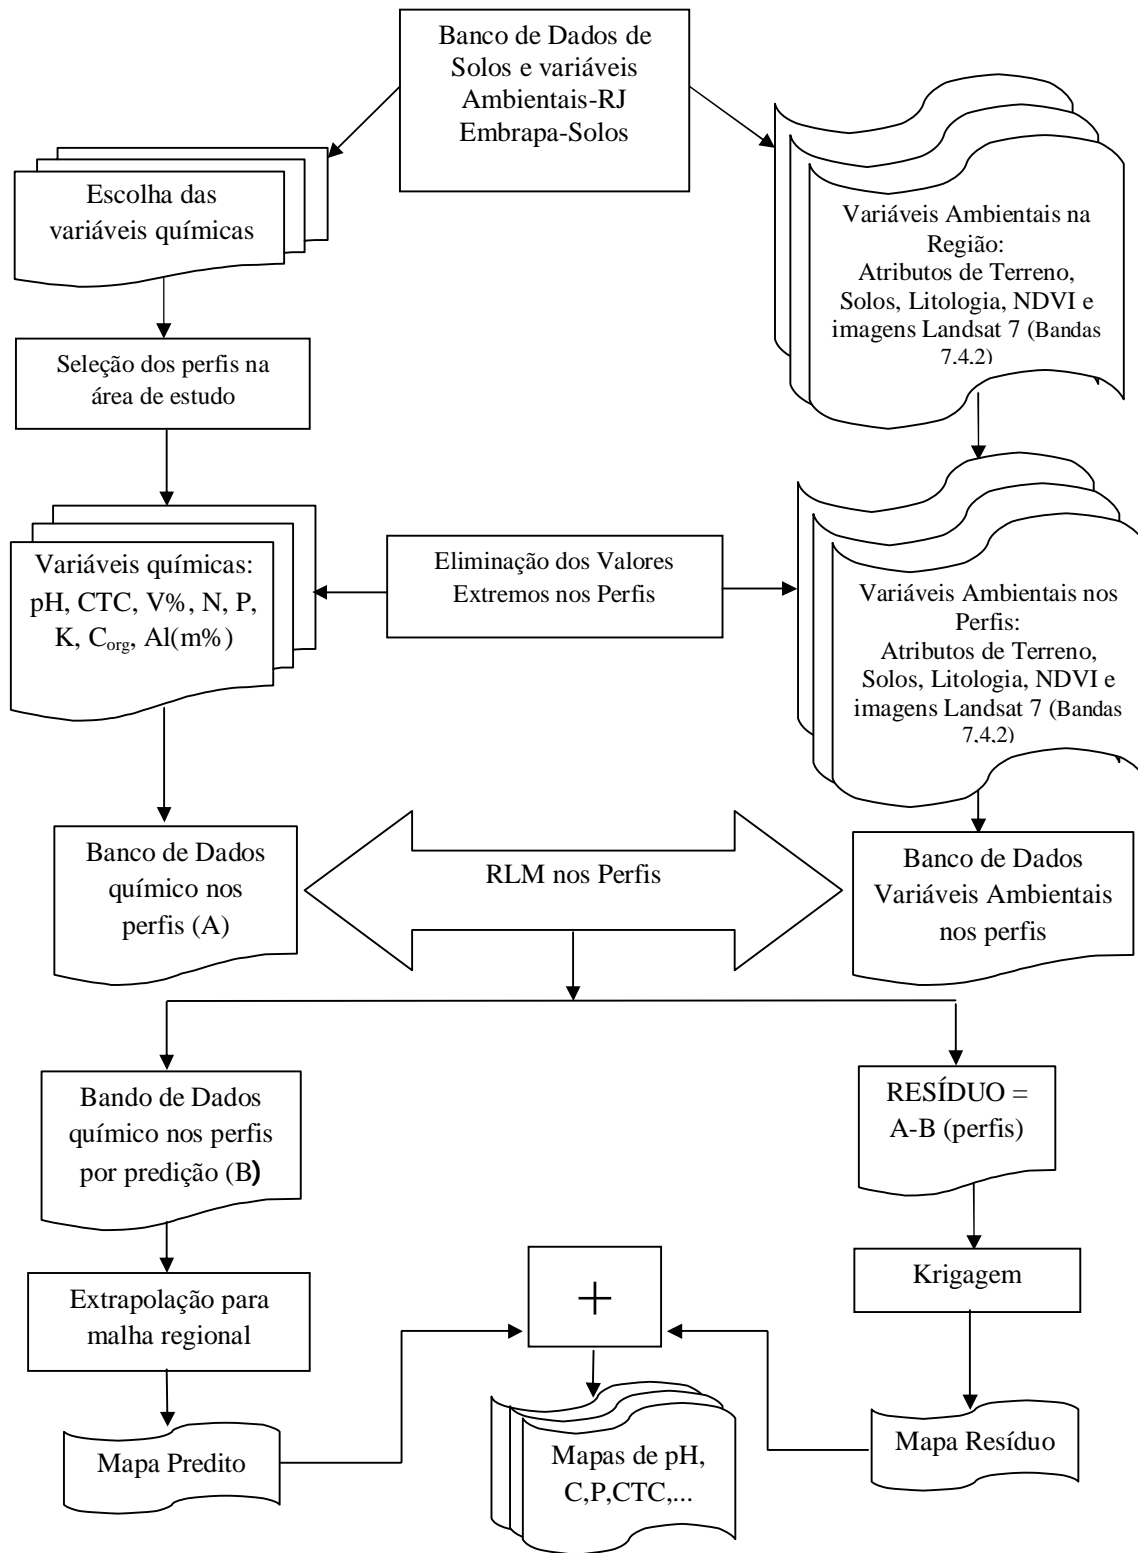 Banco de Dados de
Solos e variáveis
Ambientais-RJ
Embrapa-Solos
Escolha das
variáveis químicas
Variáveis Ambientais na
Região:
Atributos de Terreno,
Solos, Litologia, NDVI e
imagens Landsat 7 (Bandas
7,4,2)
Seleção dos perfis na
área de estudo
Variáveis químicas:
pH, CTC, V%, N, P,
K, Corg, Al(m%)
Eliminação dos Valores
Extremos nos Perfis
Variáveis Ambientais nos
Perfis:
Atributos de Terreno,
Solos, Litologia, NDVI e
imagens Landsat 7 (Bandas
7,4,2)
Banco de Dados
químico nos
perfis (A)
RLM nos Perfis
Banco de Dados
Variáveis Ambientais
nos perfis
Bando de Dados
químico nos perfis
por predição (B)
RESÍDUO =
A-B (perfis)
Extrapolação para
malha regional
+
Krigagem
Mapa Predito
Mapas de pH,
C,P,CTC,...
Mapa Resíduo